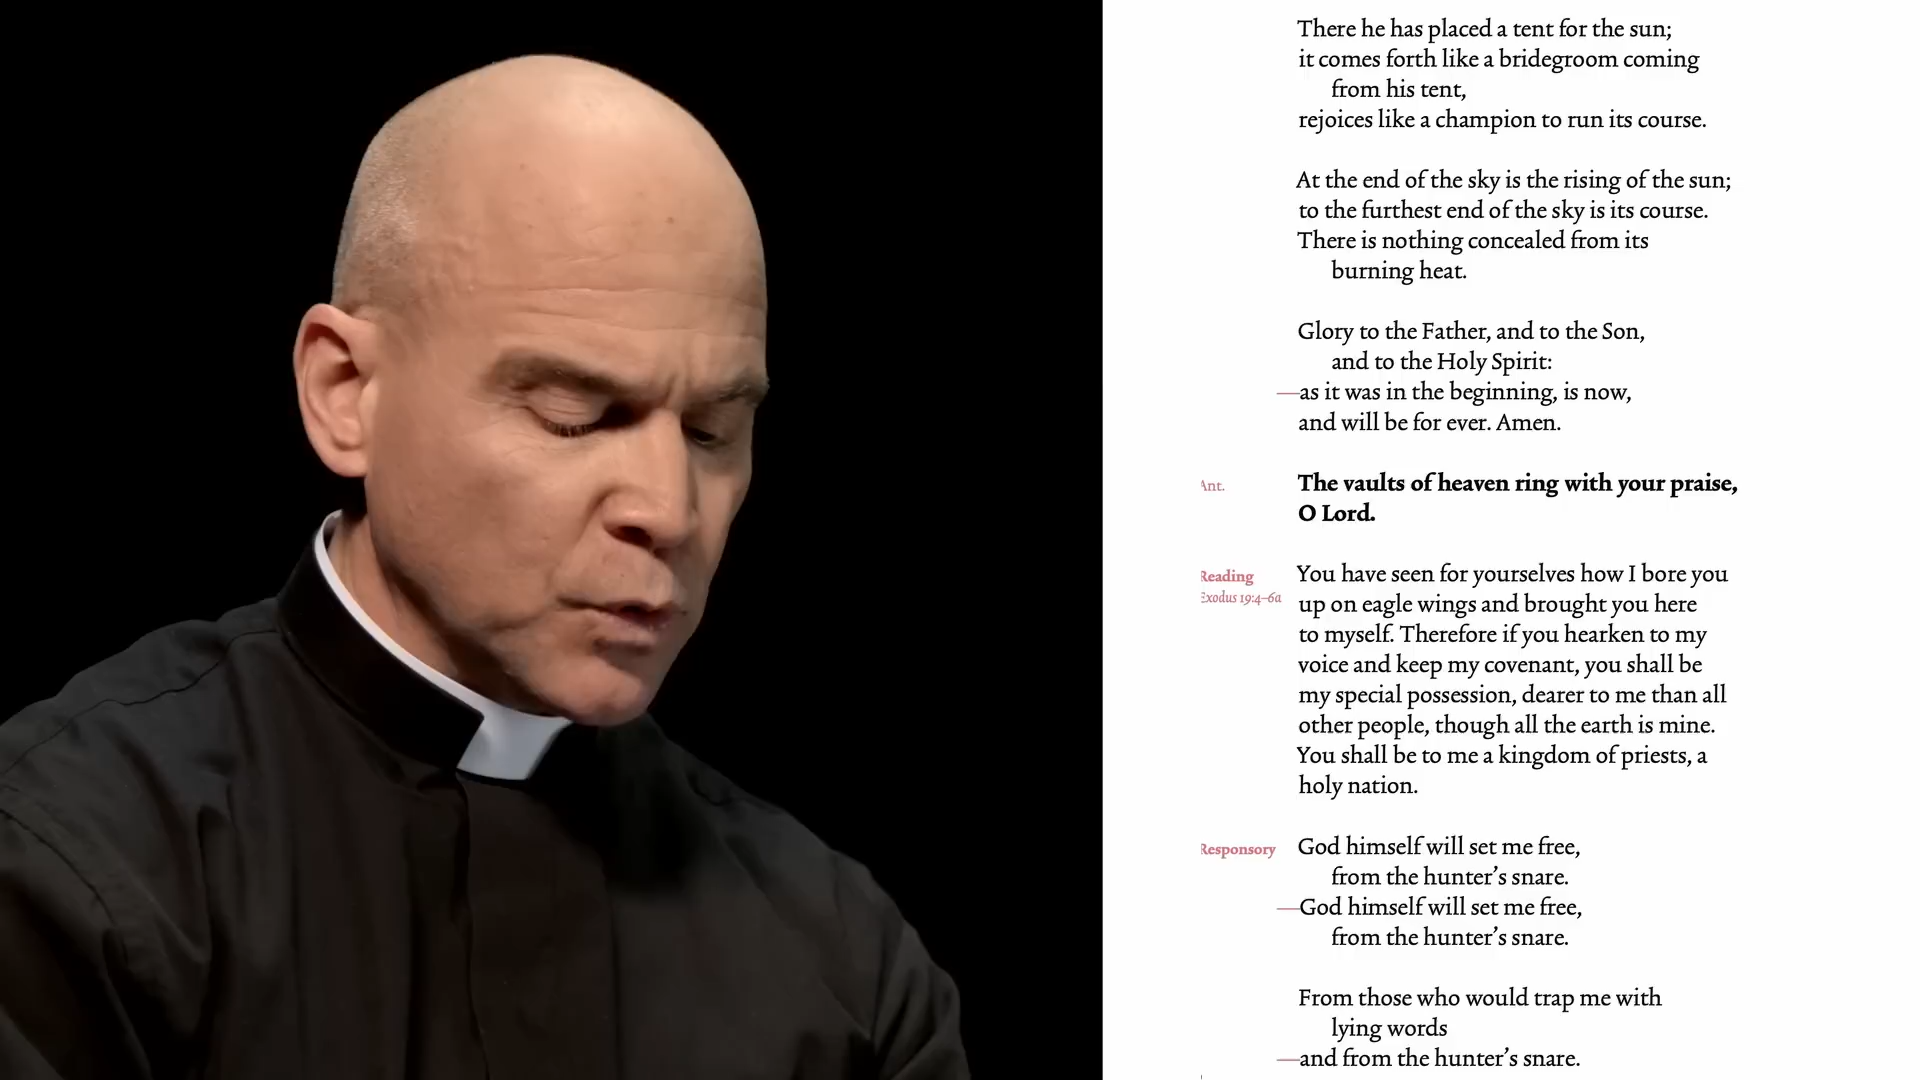 There he has placed a tent for the sun;
it comes forth like a bridegroom coming
from his tent,
rejoices like a champion to run its course.
At the end of the sky is the rising of the sun;
to the furthest end of the sky is its course.
There is nothing concealed from its
burning heat.
Glory to the Father, and to the Son,
and to the Holy Spirit:
—as it was in the beginning, is now,
and will be for ever. Amen.
Ant.
The vaults of heaven ring with your praise,
O Lord.
Reading
Exodus 19:4–6a
You have seen for yourselves how I bore you
up on eagle wings and brought you here
to myself. Therefore if you hearken to my
voice and keep my covenant, you shall be
my special possession, dearer to me than all
other people, though all the earth is mine.
You shall be to me a kingdom of priests, a
holy nation.
Responsory
God himself will set me free,
from the hunter’s snare.
—God himself will set me free,
from the hunter’s snare.
From those who would trap me with
lying words
—and from the hunter’s snare.